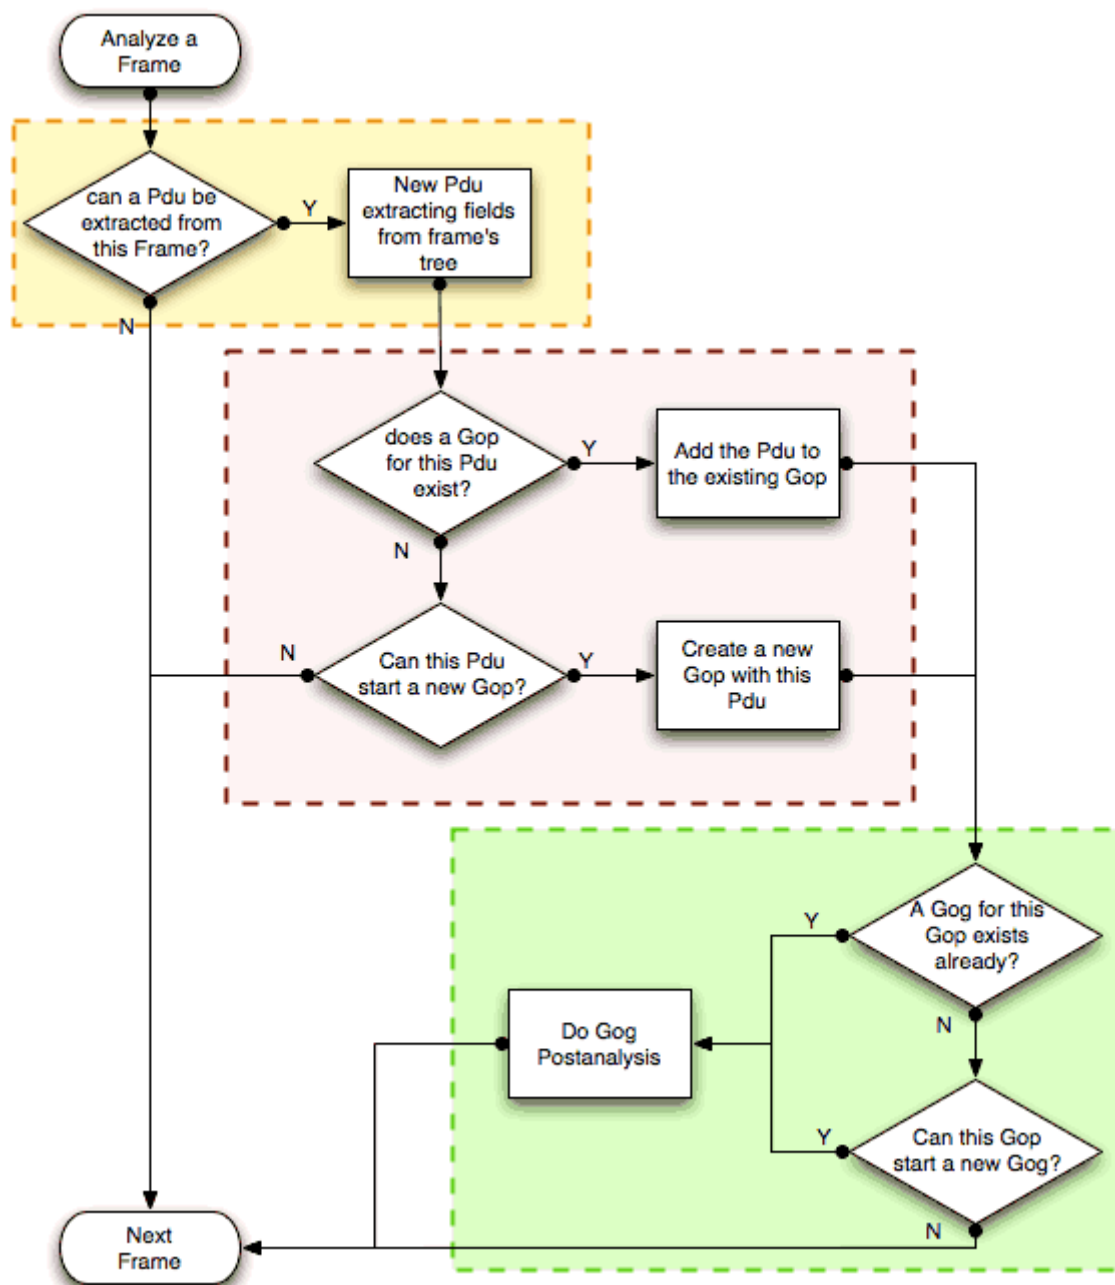 Analyze a
Frame
can a Pdu be
extracted from
this Frame?
Y
New Pdu
extracting fields
from frame's
tree
N
does a Gop
for this Pdu
exist?
Y
Add the Pdu to
the existing Gop
N
N
Can this Pdu
start a new Gop?
Y
Create a new
Gop with this
Pdu
A Gog for this
Gop exists
already?
Y
N
Do Gog
Postanalysis
Can this Gop
start a new Gog?
Y
N
Next
Frame